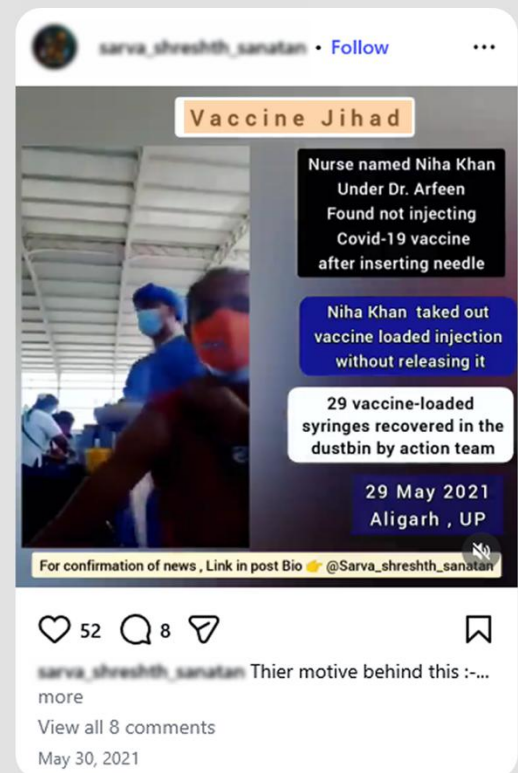 sarva_shreshth_sanatan • Follow
Vaccine Jihad
Nurse named Niha Khan
Under Dr. Arfeen
Found not injecting
Covid-19 vaccine
after inserting needle
Niha Khan taked out
vaccine loaded injection
without releasing it
29 vaccine-loaded
syringes recovered in the
dustbin by action team
29 May 2021
Aligarh , UP
For confirmation of news , Link in post Bio 👉 @Sarva_shreshth_sanatan
52 8
sarva_shreshth_sanatan Thier motive behind this :-...
more
View all 8 comments
May 30, 2021